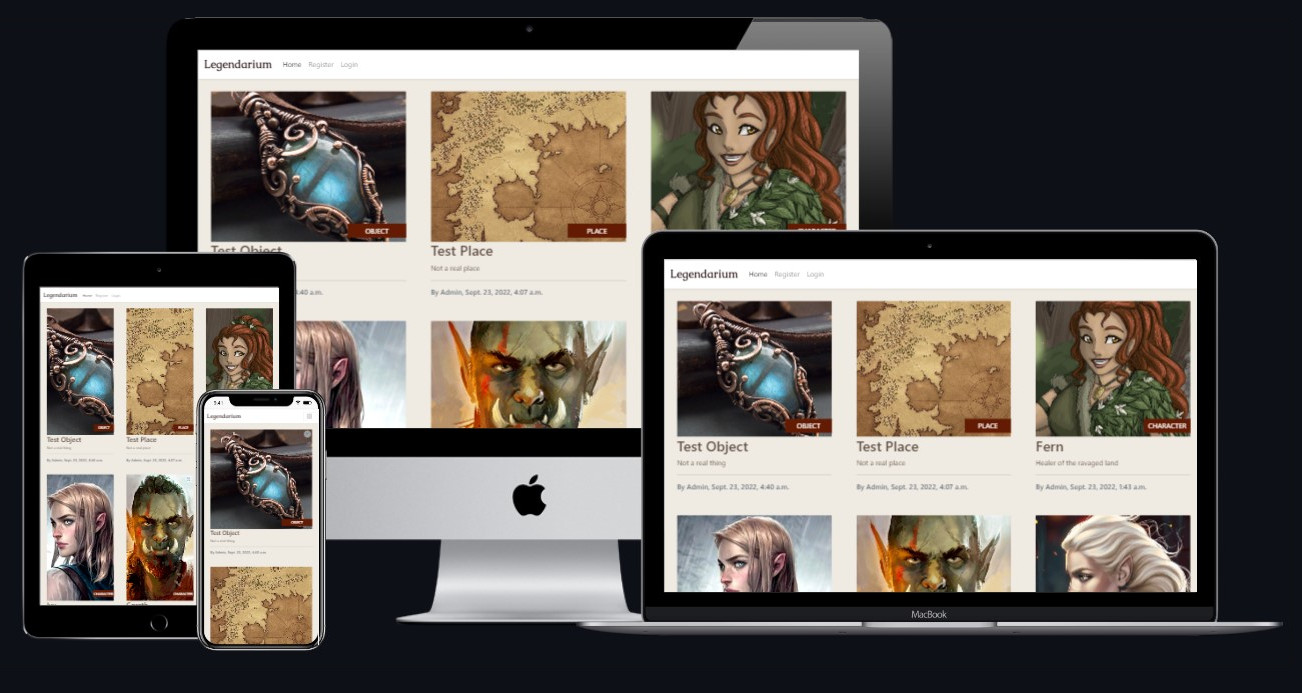 Legendarium Home Register Login
OBJECT
PLACE
CHARACTER
Test Object
Test Place
Not a real place
4:40 a.m.
By Admin, Sept. 23, 2022, 4:07 a.m.
Legendarium Home Register Login
OBJECT
PLACE
CHARACTER
Test Object
Test Place
Fern
Not a real thing
Not a real place
Healer of the ravaged land
By Admin, Sept. 23, 2022, 4:40 a.m.
By Admin, Sept. 23, 2022, 4:07 a.m.
By Admin, Sept. 23, 2022, 1:43 a.m.
MacBook
Legendarium Home Register Login
OBJECT
PLACE
Test Object
Test Place
Not a real thing
Not a real place
By Admin, Sept. 23, 2022, 4:40 a.m.
By Admin, Sept. 23, 2022, 4:07 a.m.
CHARACTER
CHARACTER
9:41
Legendarium
OBJECT
Test Object
Not a real thing
By Admin, Sept. 23, 2022, 4:40 a.m.